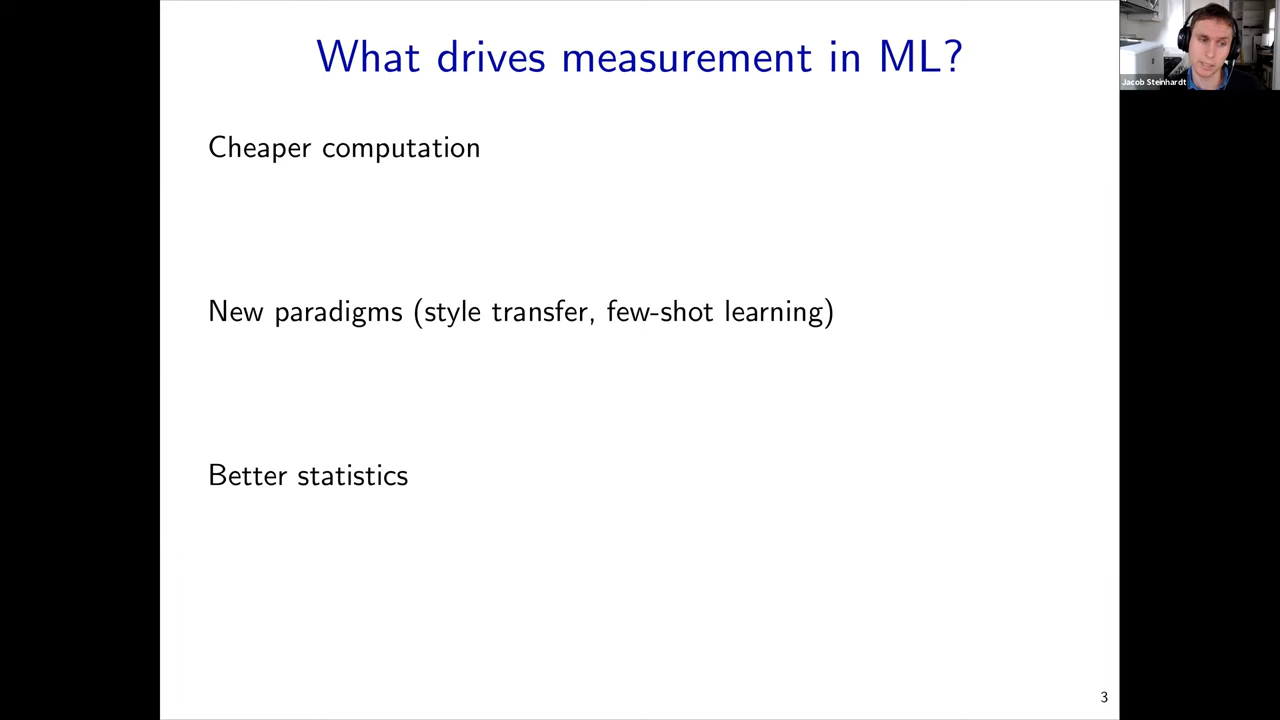 What drives measurement in ML?
Jacob Steinhardt
Cheaper computation
New paradigms (style transfer, few-shot learning)
Better statistics
3